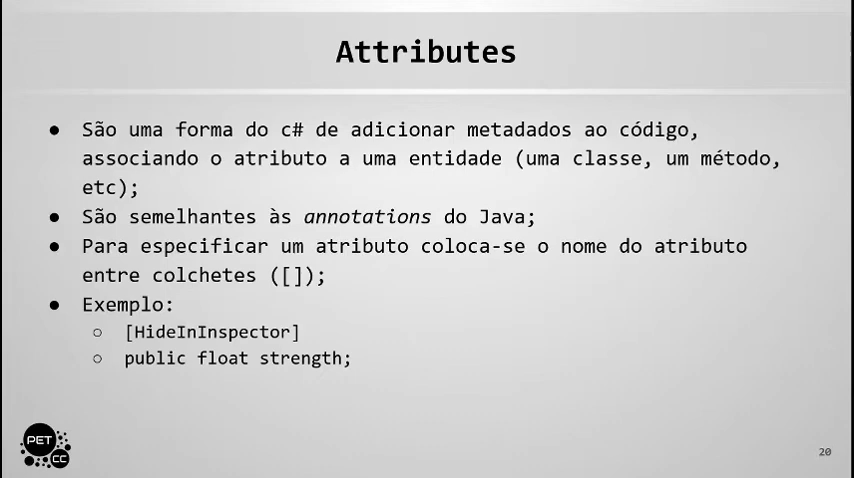 Attributes
● São uma forma do c# de adicionar metadados ao código,
associando o atributo a uma entidade (uma classe, um método,
etc);
● São semelhantes às annotations do Java;
● Para especificar um atributo coloca-se o nome do atributo
entre colchetes ([]);
● Exemplo:
○ [HideInInspector]
○ public float strength;
PET
CC
20